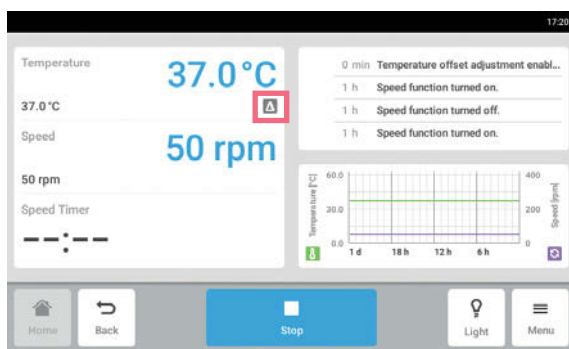 17:20
Temperature
37.0 °C
37.0 °C
Δ
Speed
50 rpm
50 rpm
Speed Timer
--:--
0 min Temperature offset adjustment enabl...
1 h Speed function turned on.
1 h Speed function turned off.
1 h Speed function turned on.
Temperature [°C]
60.0
30.0
0.0
400
200
0
Speed [rpm]
1 d 18 h 12 h 6 h
Home
Back
Stop
Light
Menu